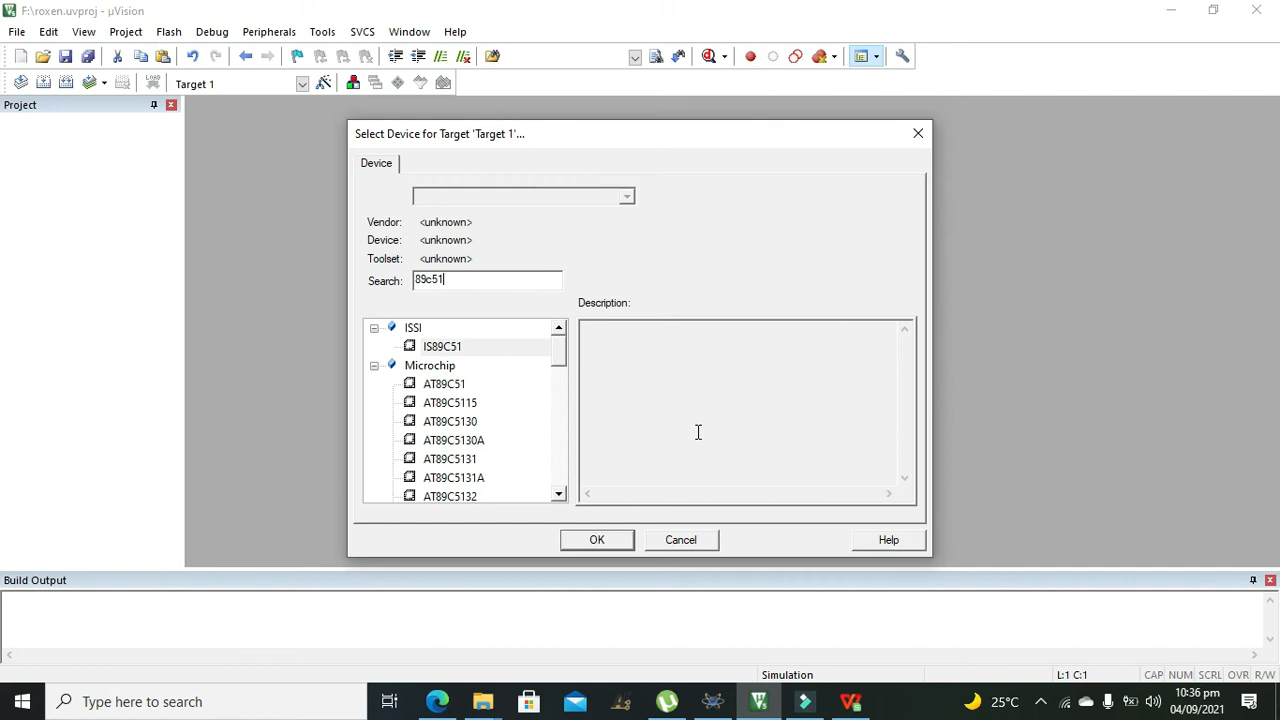 F:\roxen.uvproj - µVision
File Edit View Project Flash Debug Peripherals Tools SVCS Window Help
LOAD Target 1
Project
Select Device for Target 'Target 1'...
Device
Vendor: <unknown>
Device: <unknown>
Toolset: <unknown>
Search: 89c51
Description:
ISSI
IS89C51
Microchip
AT89C51
AT89C5115
AT89C5130
AT89C5130A
AT89C5131
AT89C5131A
AT89C5132
OK Cancel Help
Build Output
Simulation L:1 C:1 CAP NUM SCRL OVR R/W
Type here to search 25°C 10:36 pm
04/09/2021